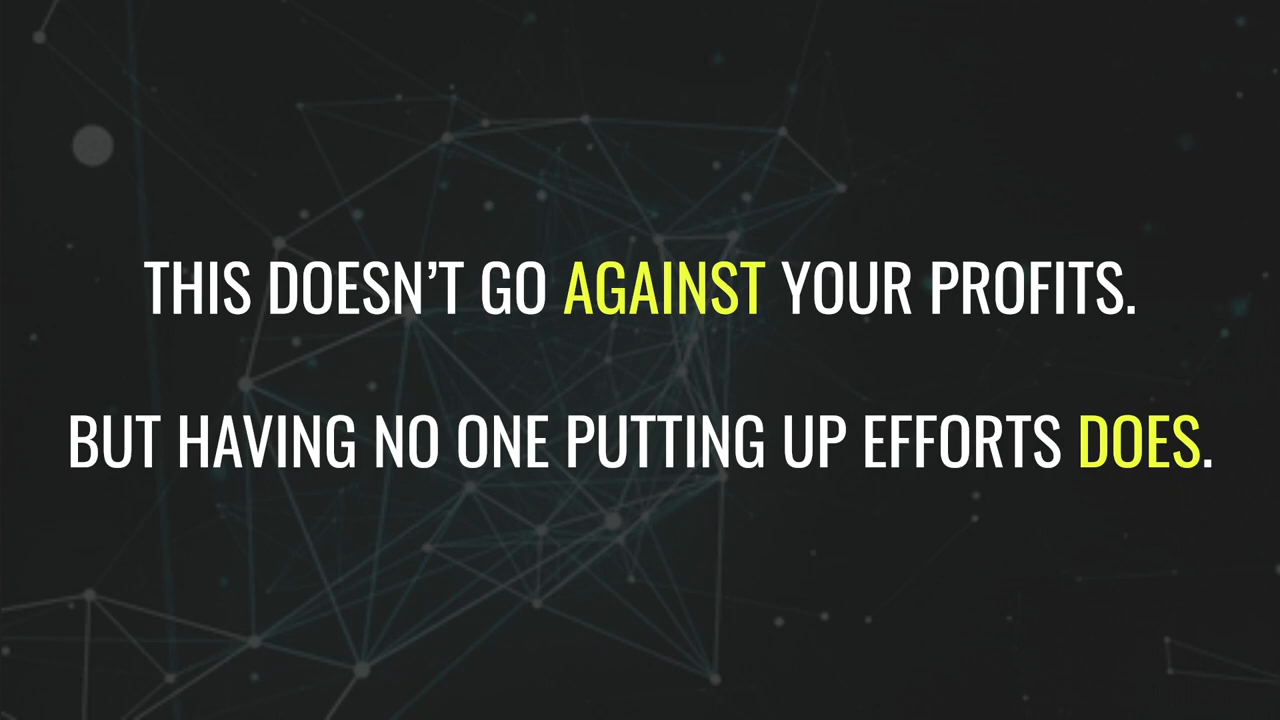 THIS DOESN’T GO AGAINST YOUR PROFITS.
BUT HAVING NO ONE PUTTING UP EFFORTS DOES.